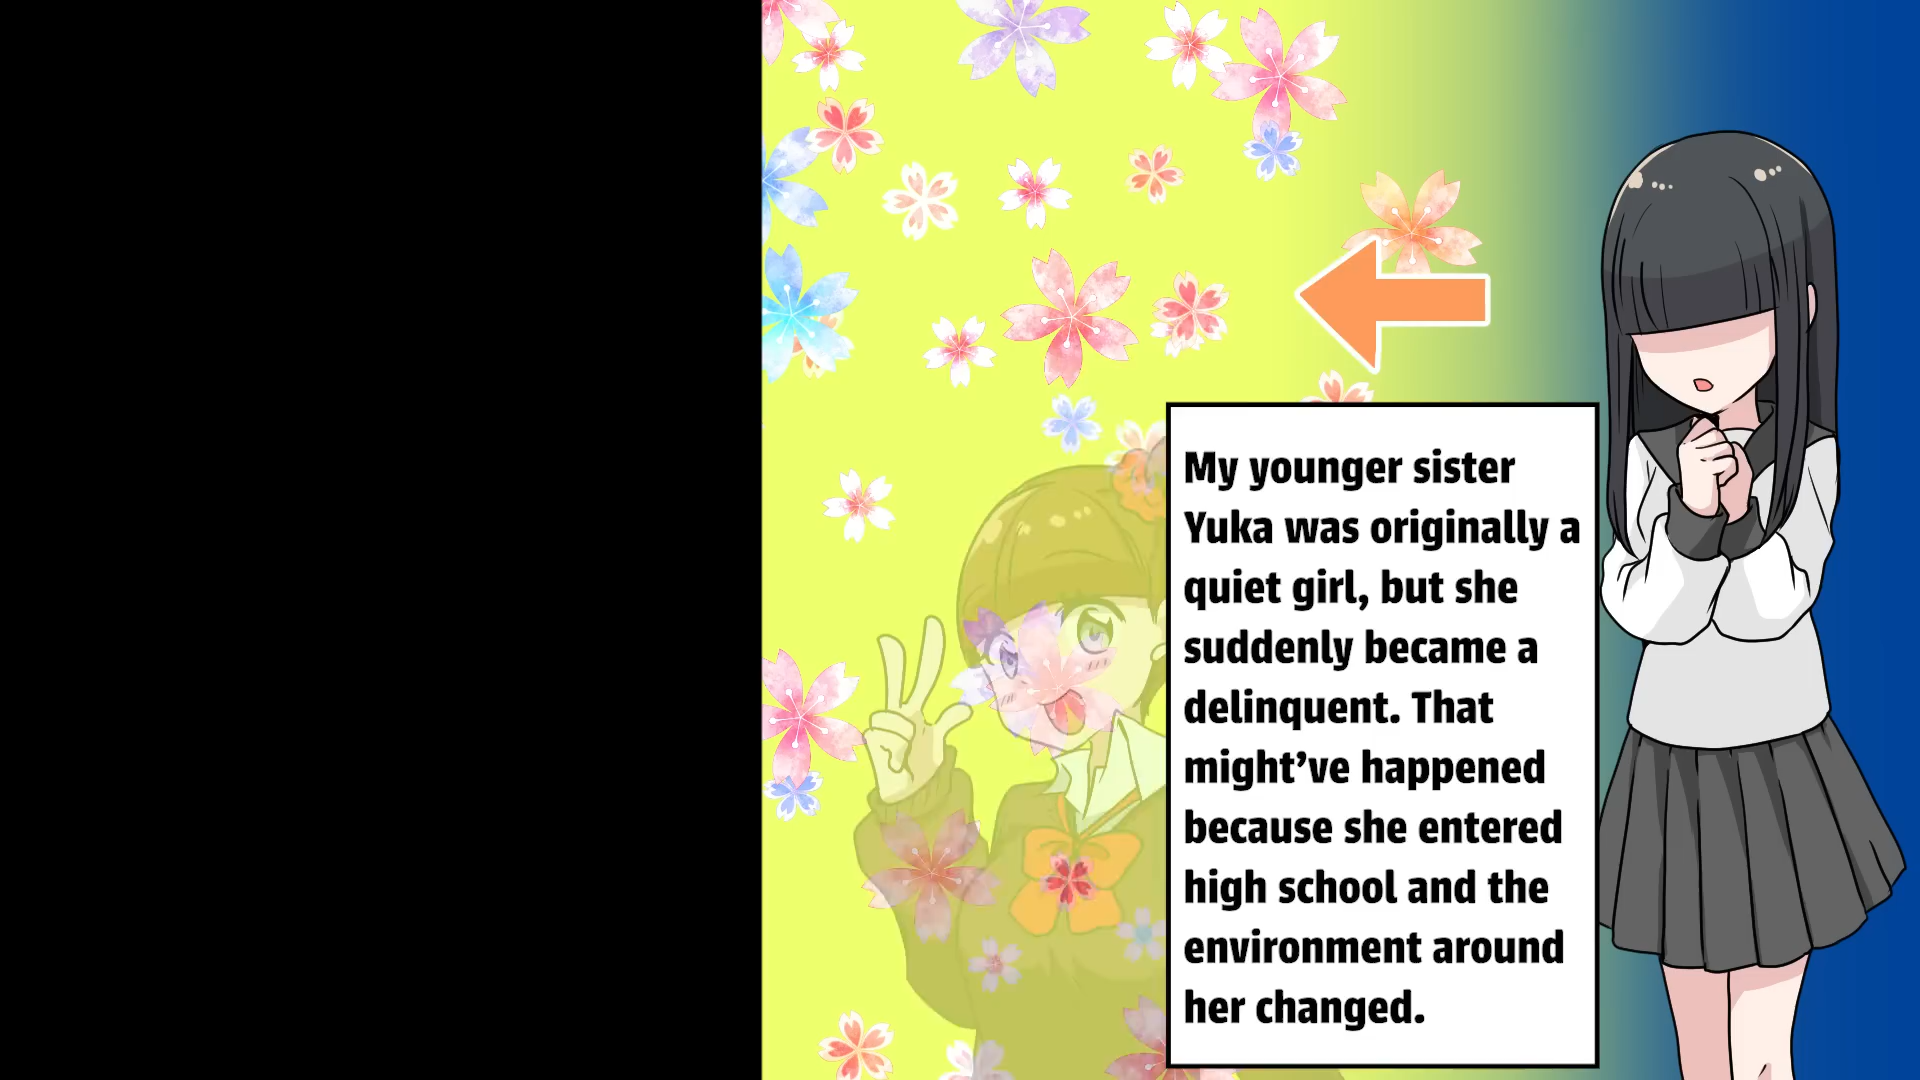 My younger sister
Yuka was originally a
quiet girl, but she
suddenly became a
delinquent. That
might’ve happened
because she entered
high school and the
environment around
her changed.